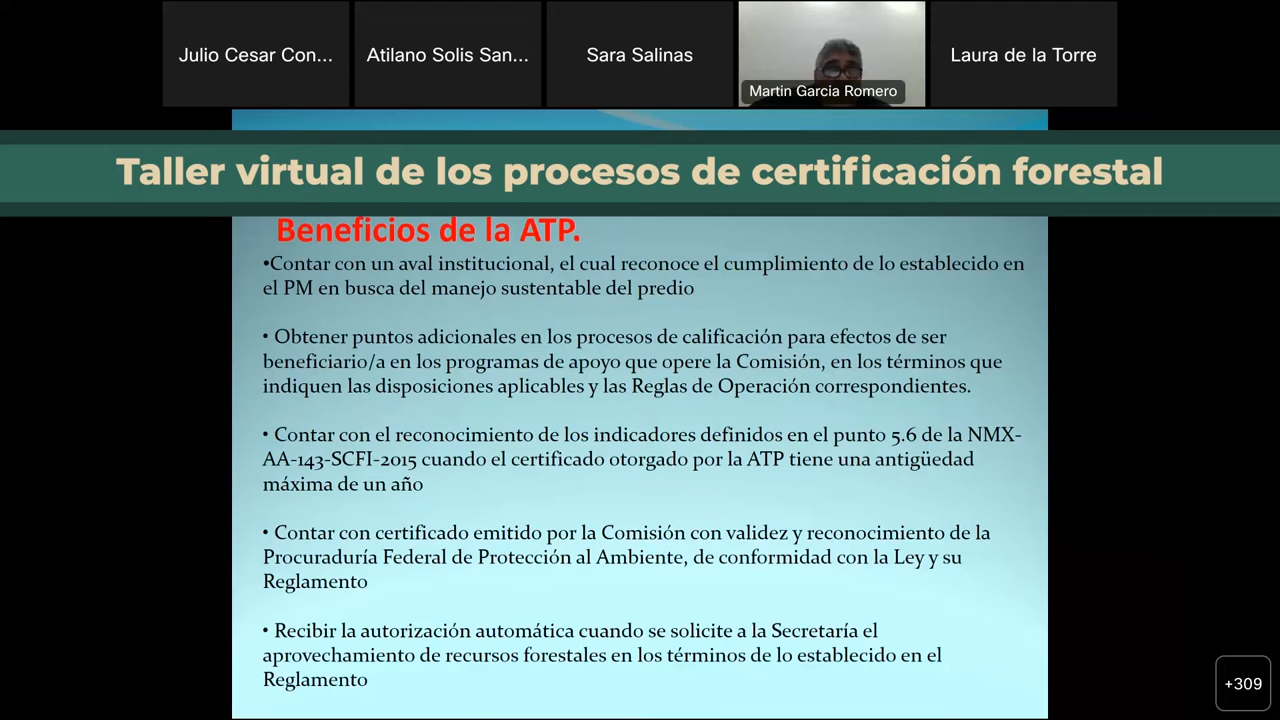 Julio Cesar Con...
Atilano Solis San...
Sara Salinas
Martin Garcia Romero
Laura de la Torre
Taller virtual de los procesos de certificación forestal
Beneficios de la ATP.
•Contar con un aval institucional, el cual reconoce el cumplimiento de lo establecido en
el PM en busca del manejo sustentable del predio
• Obtener puntos adicionales en los procesos de calificación para efectos de ser
beneficiario/a en los programas de apoyo que opere la Comisión, en los términos que
indiquen las disposiciones aplicables y las Reglas de Operación correspondientes.
• Contar con el reconocimiento de los indicadores definidos en el punto 5.6 de la NMX-
AA-143-SCFI-2015 cuando el certificado otorgado por la ATP tiene una antigüedad
máxima de un año
• Contar con certificado emitido por la Comisión con validez y reconocimiento de la
Procuraduría Federal de Protección al Ambiente, de conformidad con la Ley y su
Reglamento
• Recibir la autorización automática cuando se solicite a la Secretaría el
aprovechamiento de recursos forestales en los términos de lo establecido en el
Reglamento
+309